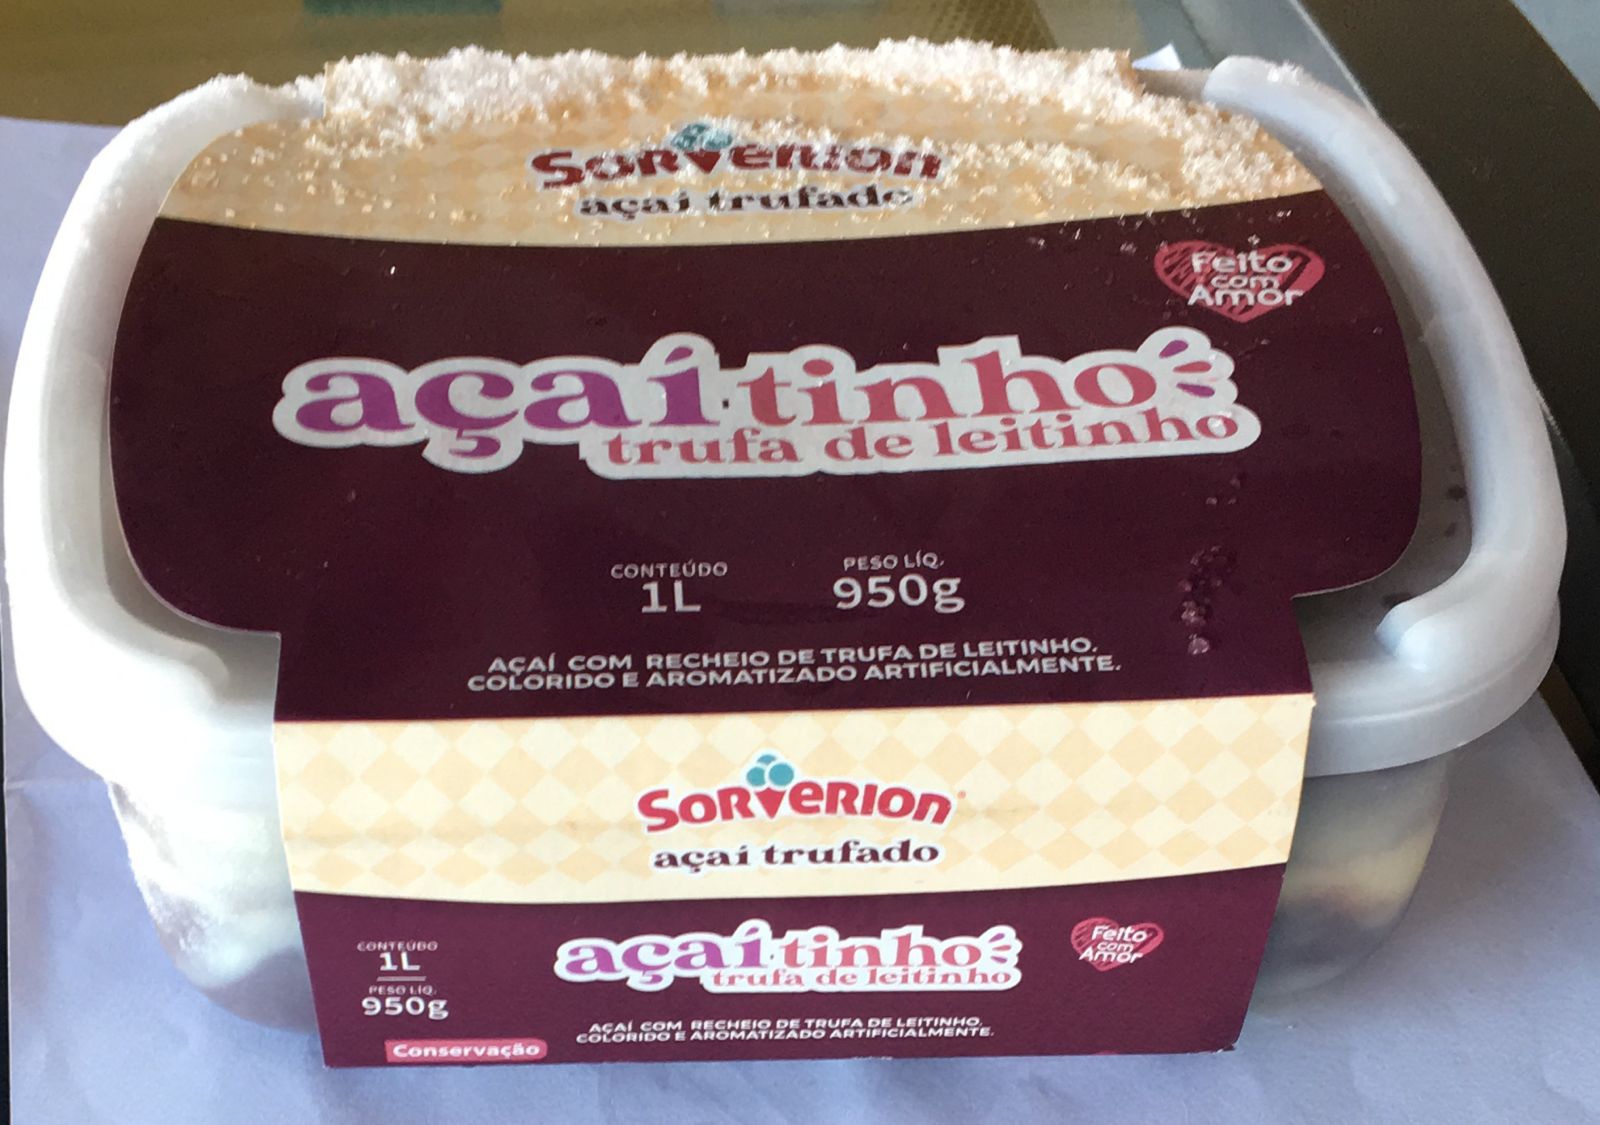 SORVERION
açaí trufado
Feito
com
Amor
açaí·tinho
trufa de leitinho
CONTEÚDO
1L
PESO LÍQ.
950g
AÇAÍ COM RECHEIO DE TRUFA DE LEITINHO.
COLORIDO E AROMATIZADO ARTIFICIALMENTE.
SORVERION
açaí trufado
CONTEÚDO
1L
PESO LÍQ.
950g
açaí·tinho
trufa de leitinho
Feito
com
Amor
AÇAÍ COM RECHEIO DE TRUFA DE LEITINHO.
COLORIDO E AROMATIZADO ARTIFICIALMENTE.
Conservação